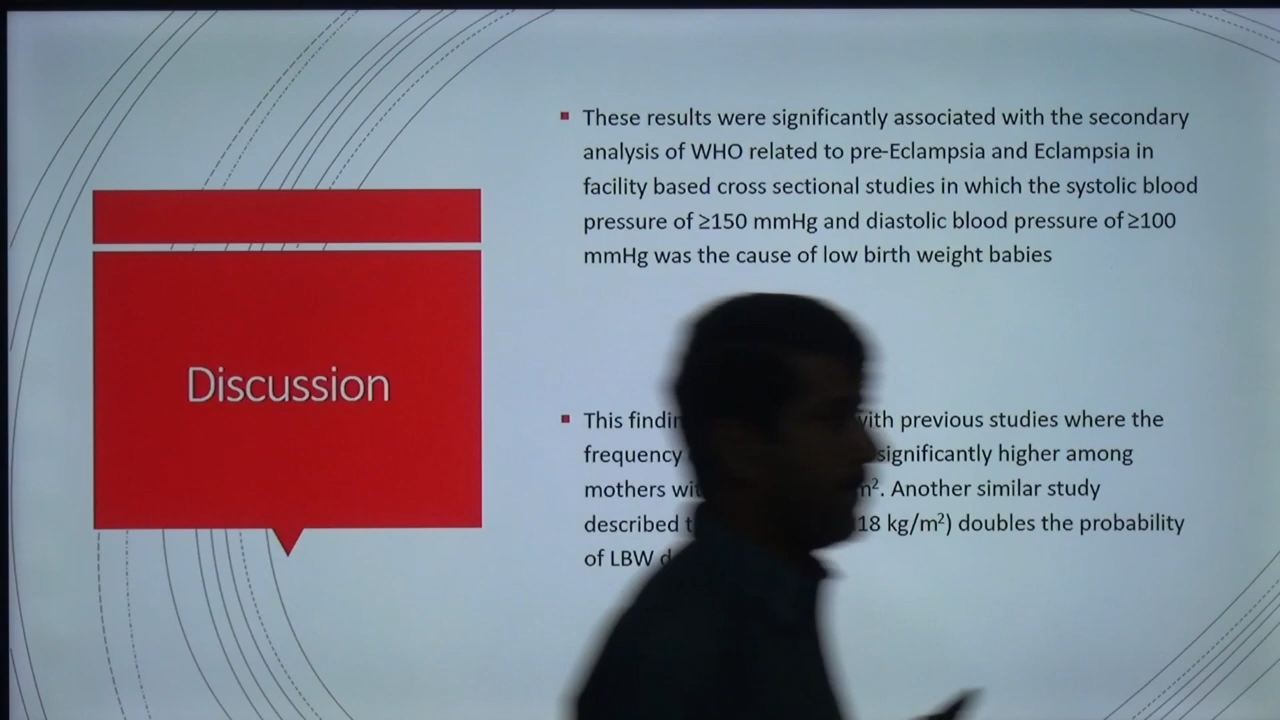 Discussion
These results were significantly associated with the secondary
analysis of WHO related to pre-Eclampsia and Eclampsia in
facility based cross sectional studies in which the systolic blood
pressure of ≥150 mmHg and diastolic blood pressure of ≥100
mmHg was the cause of low birth weight babies
This with previous studies where the
frequency significantly higher among
mothers Another similar study
described 18 kg/m²) doubles the probability
of LBW